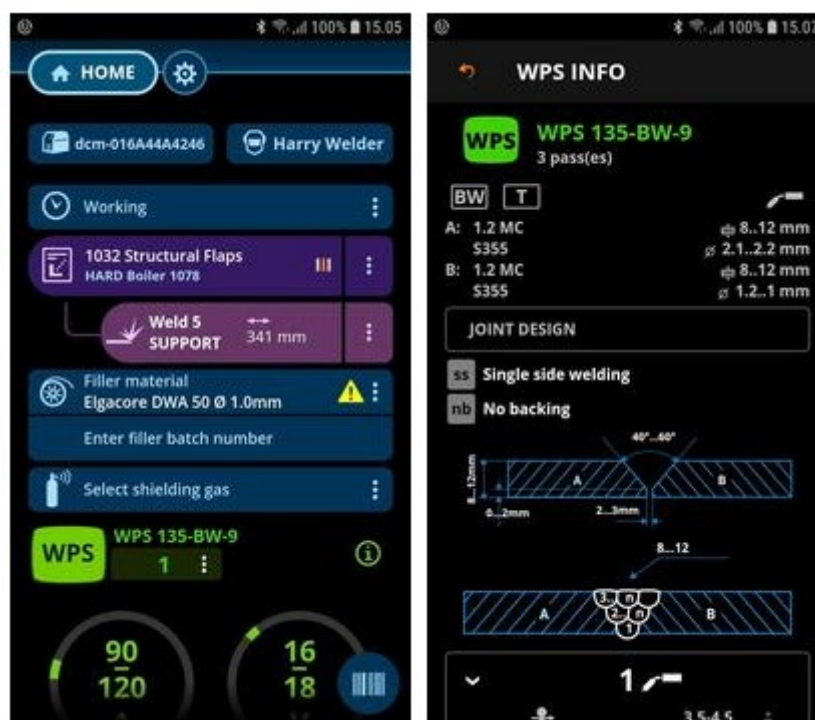 100% 15.05
HOME
dcm-016A44A4246
Harry Welder
Working
1032 Structural Flaps
HARD Boiler 1078
Weld 5
SUPPORT
341 mm
Filler material
Elgacore DWA 50 Ø 1.0mm
Enter filler batch number
Select shielding gas
WPS
WPS 135-BW-9
1
90
120
A
16
18
V
100% 15.07
WPS INFO
WPS
WPS 135-BW-9
3 pass(es)
BW T
A: 1.2 MC 8..12 mm
S355 ⌀ 2.1..2.2 mm
B: 1.2 MC 8..12 mm
S355 ⌀ 1.2..1 mm
JOINT DESIGN
ss Single side welding
nb No backing
40°...60°
8...12mm
A
B
0...2mm
2...3mm
8...12
A
3... n
2... n
1
B
1
3.5-4.5